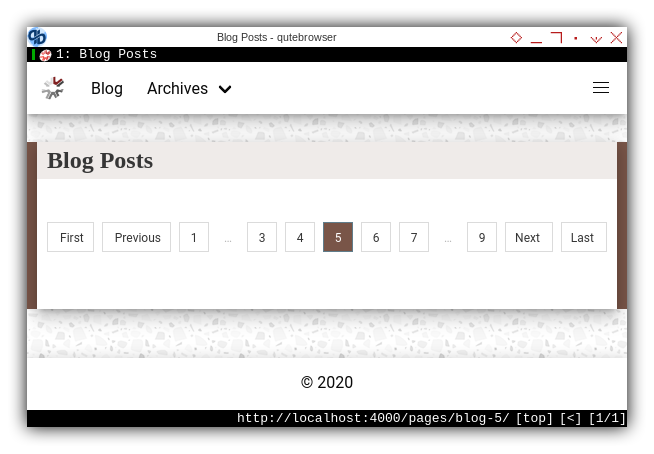 Blog Posts - qutebrowser
1: Blog Posts
Blog Archives
Blog Posts
First Previous 1 … 3 4 5 6 7 … 9 Next Last
© 2020
http://localhost:4000/pages/blog-5/ [top] [<] [1/1]